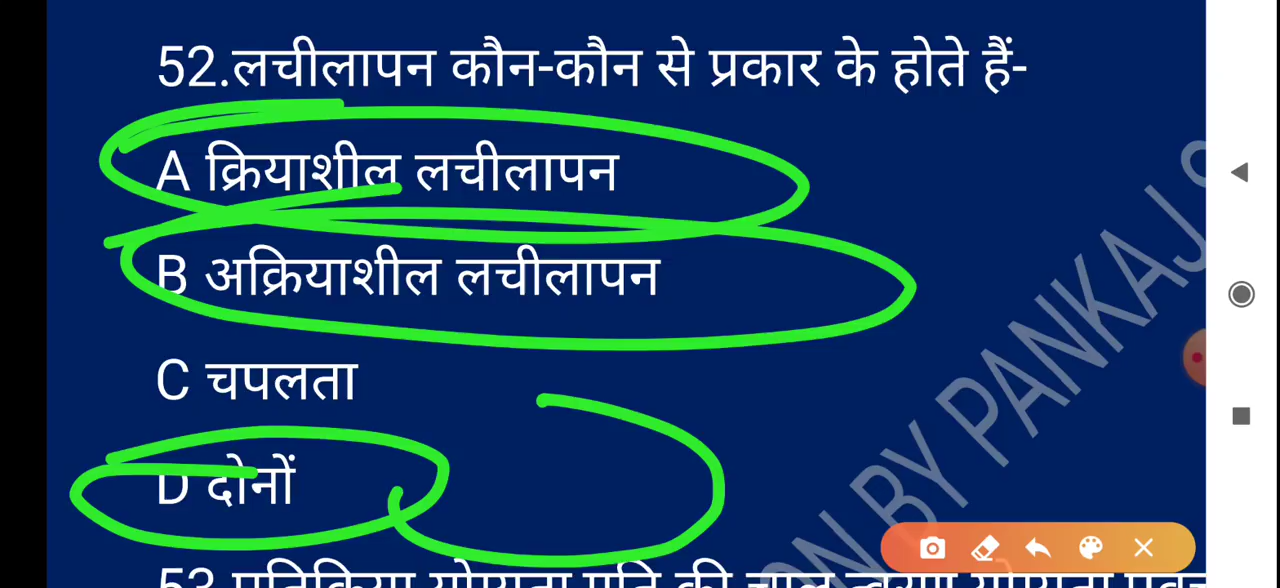 52.लचीलापन कौन-कौन से प्रकार के होते हैं-
A क्रियाशील लचीलापन
B अक्रियाशील लचीलापन
C चपलता
D दोनों
ON BY PANKAJ S